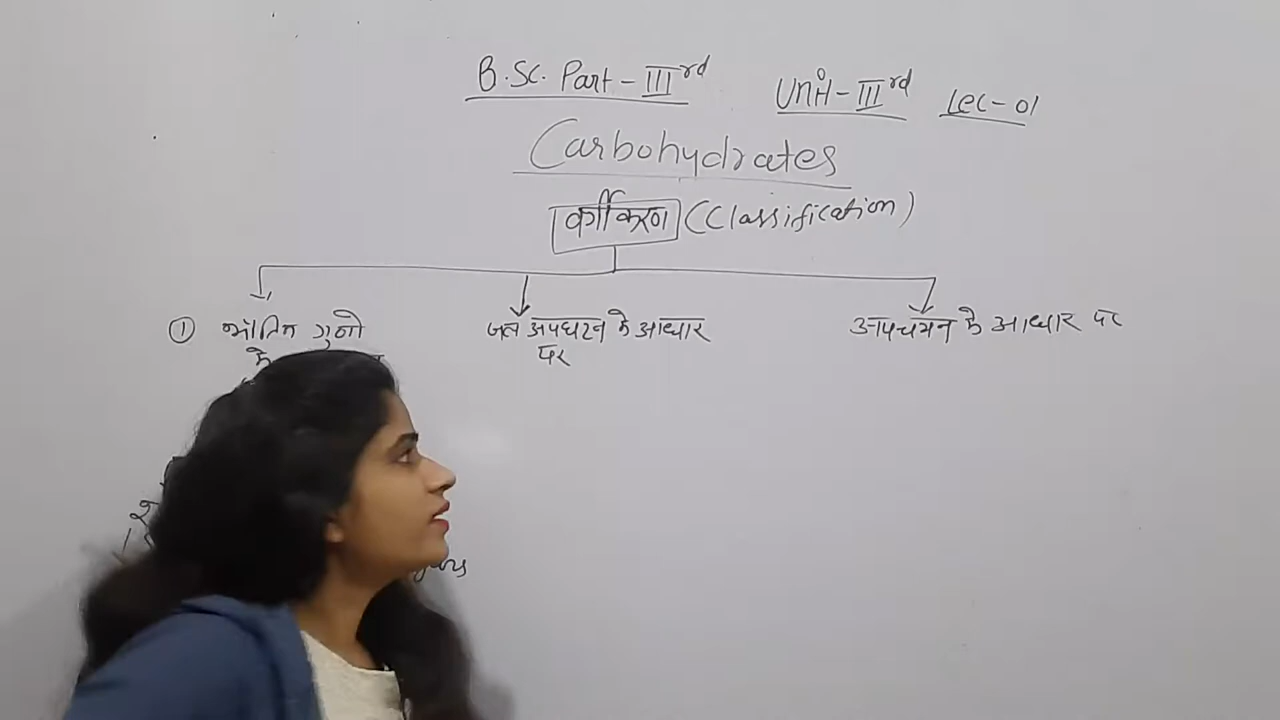 B.Sc. Part-III rd Unit-III rd Lec-01
Carbohydrates
वर्गीकरण (Classification)
① भौतिक गुणो
के
जल अपघटन के आधार
पर
अपचयन के आधार पर